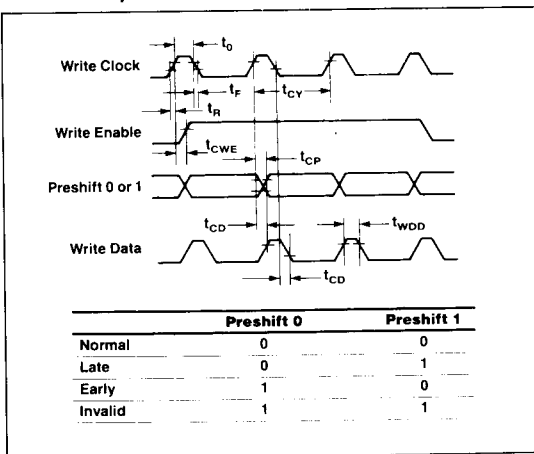 Write Clock
t0
tF
tCY
tR
Write Enable
tCWE
tCP
Preshift 0 or 1
tCD
tWDD
Write Data
tCD
Preshift 0 Preshift 1
Normal 0 0
Late 0 1
Early 1 0
Invalid 1 1